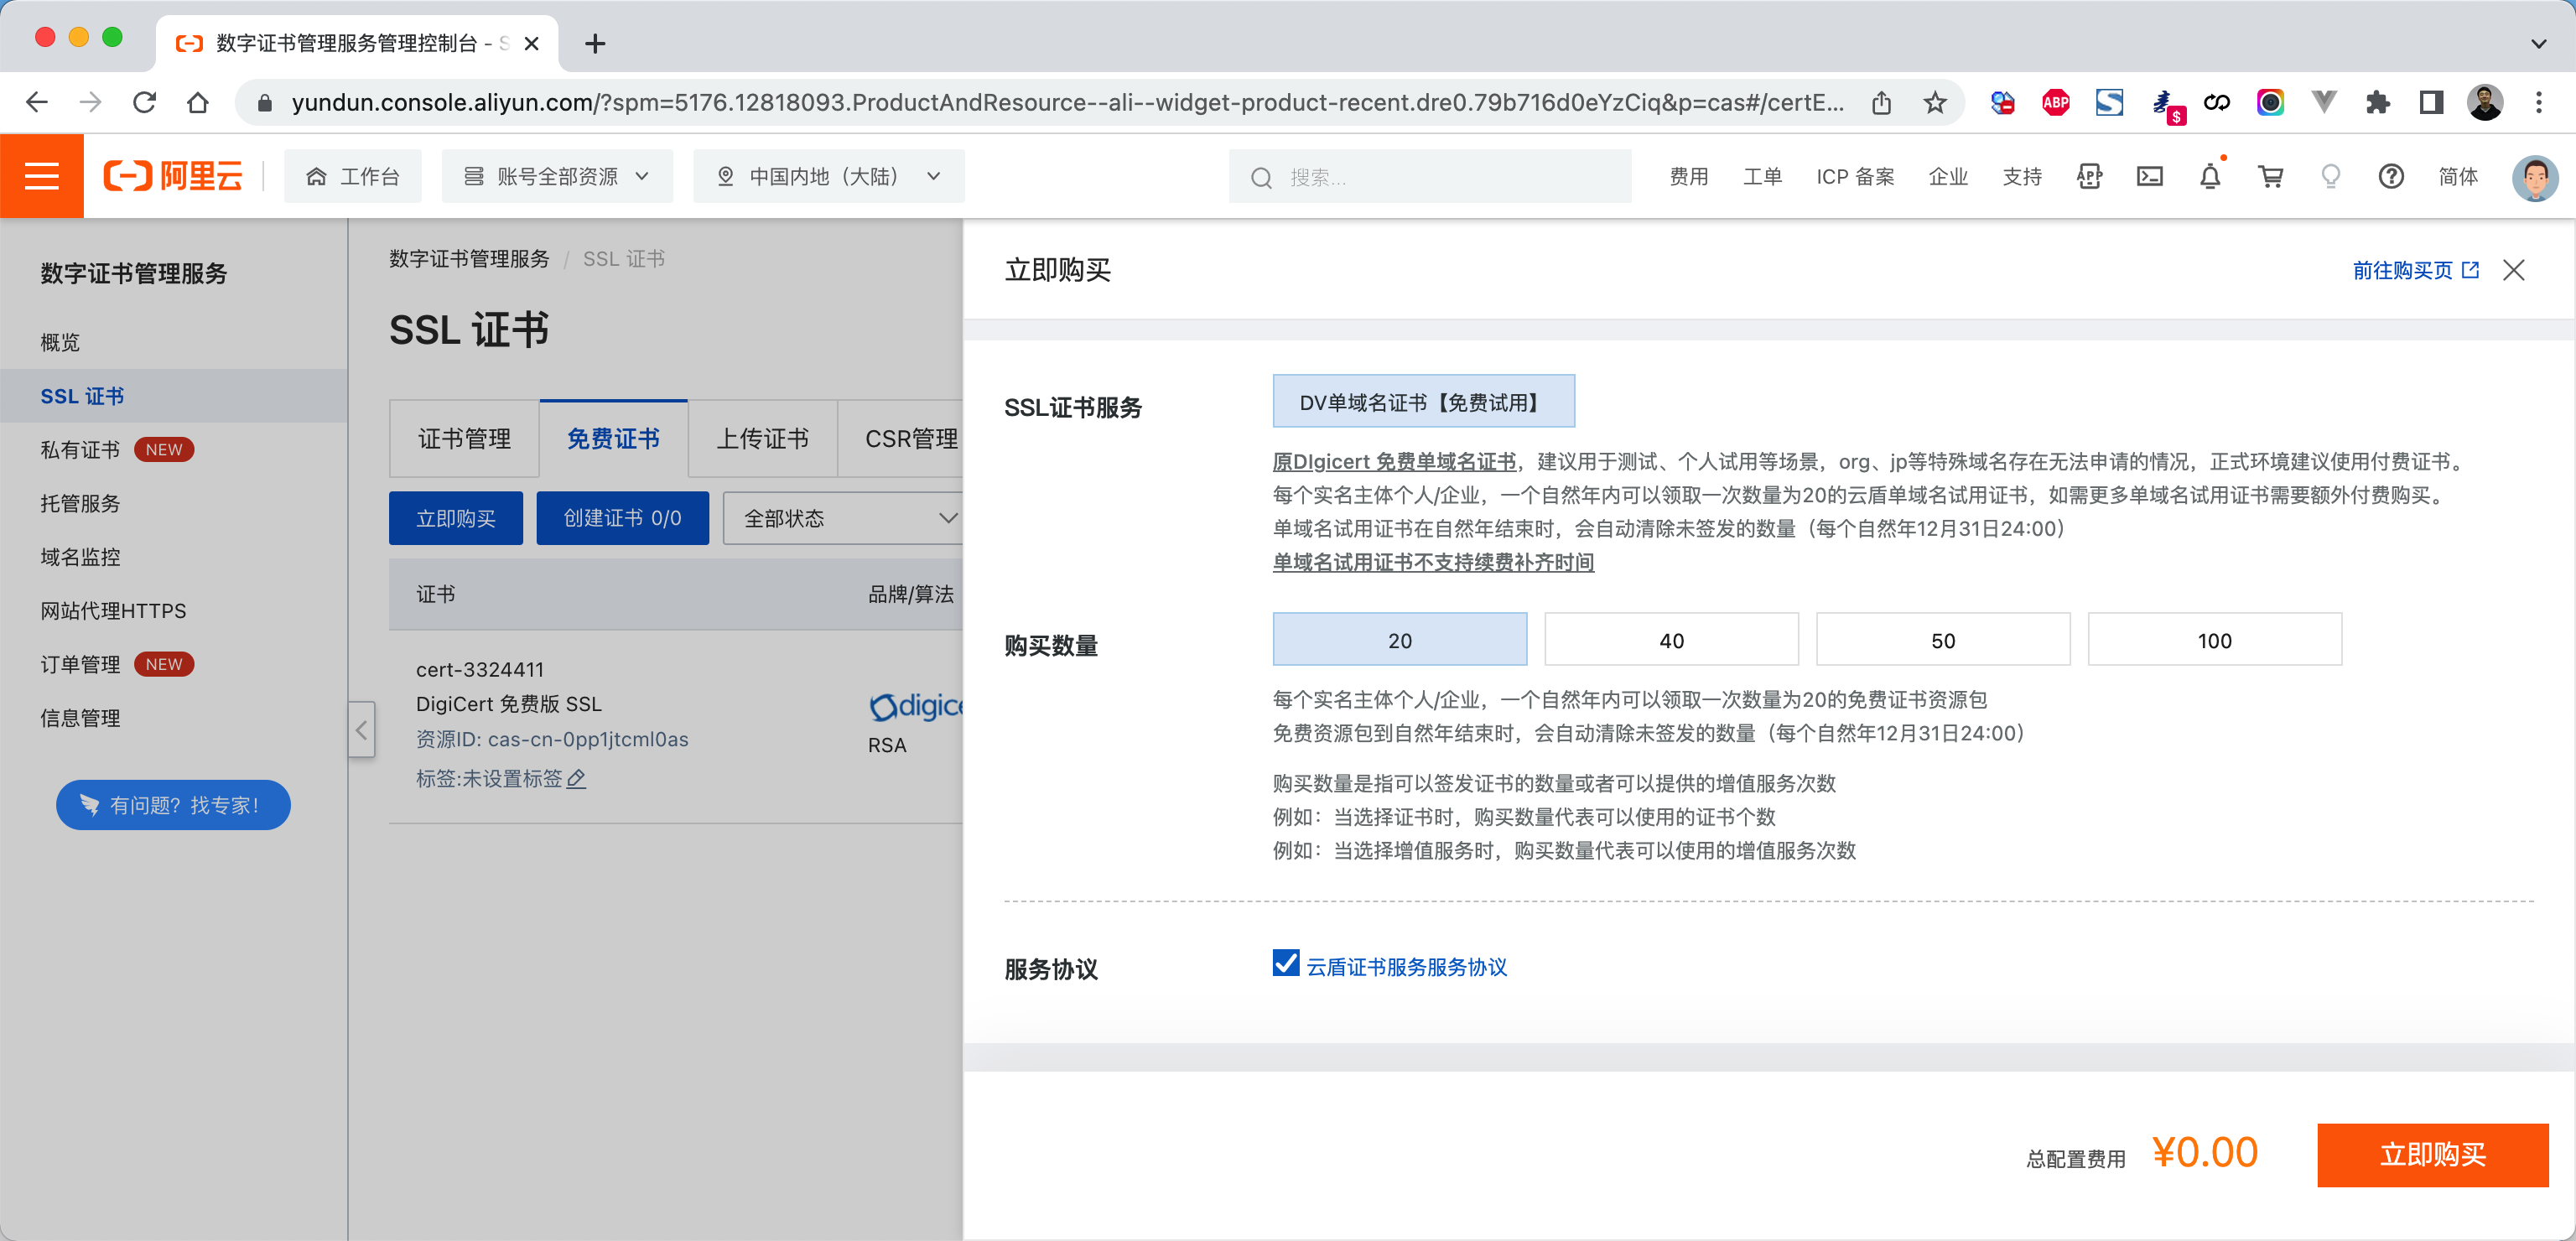 数字证书管理服务管理控制台 - S
yundun.console.aliyun.com/?spm=5176.12818093.ProductAndResource--ali--widget-product-recent.dre0.79b716d0eYzCiq&p=cas#/certE...
ABP
$
阿里云
工作台
账号全部资源
中国内地（大陆）
搜索...
费用
工单
ICP 备案
企业
支持
APP
简体
数字证书管理服务
概览
SSL 证书
私有证书 NEW
托管服务
域名监控
网站代理HTTPS
订单管理 NEW
信息管理
有问题？找专家！
数字证书管理服务 / SSL 证书
SSL 证书
证书管理
免费证书
上传证书
CSR管理
立即购买
创建证书 0/0
全部状态
证书
品牌/算法
cert-3324411
DigiCert 免费版 SSL
资源ID: cas-cn-0pp1jtcml0as
标签:未设置标签
digice
RSA
立即购买
前往购买页
SSL证书服务
DV单域名证书【免费试用】
原DIgicert 免费单域名证书，建议用于测试、个人试用等场景，org、jp等特殊域名存在无法申请的情况，正式环境建议使用付费证书。
每个实名主体个人/企业，一个自然年内可以领取一次数量为20的云盾单域名试用证书，如需更多单域名试用证书需要额外付费购买。
单域名试用证书在自然年结束时，会自动清除未签发的数量（每个自然年12月31日24:00）
单域名试用证书不支持续费补齐时间
购买数量
20
40
50
100
每个实名主体个人/企业，一个自然年内可以领取一次数量为20的免费证书资源包
免费资源包到自然年结束时，会自动清除未签发的数量（每个自然年12月31日24:00）
购买数量是指可以签发证书的数量或者可以提供的增值服务次数
例如：当选择证书时，购买数量代表可以使用的证书个数
例如：当选择增值服务时，购买数量代表可以使用的增值服务次数
服务协议
云盾证书服务服务协议
总配置费用
¥0.00
立即购买